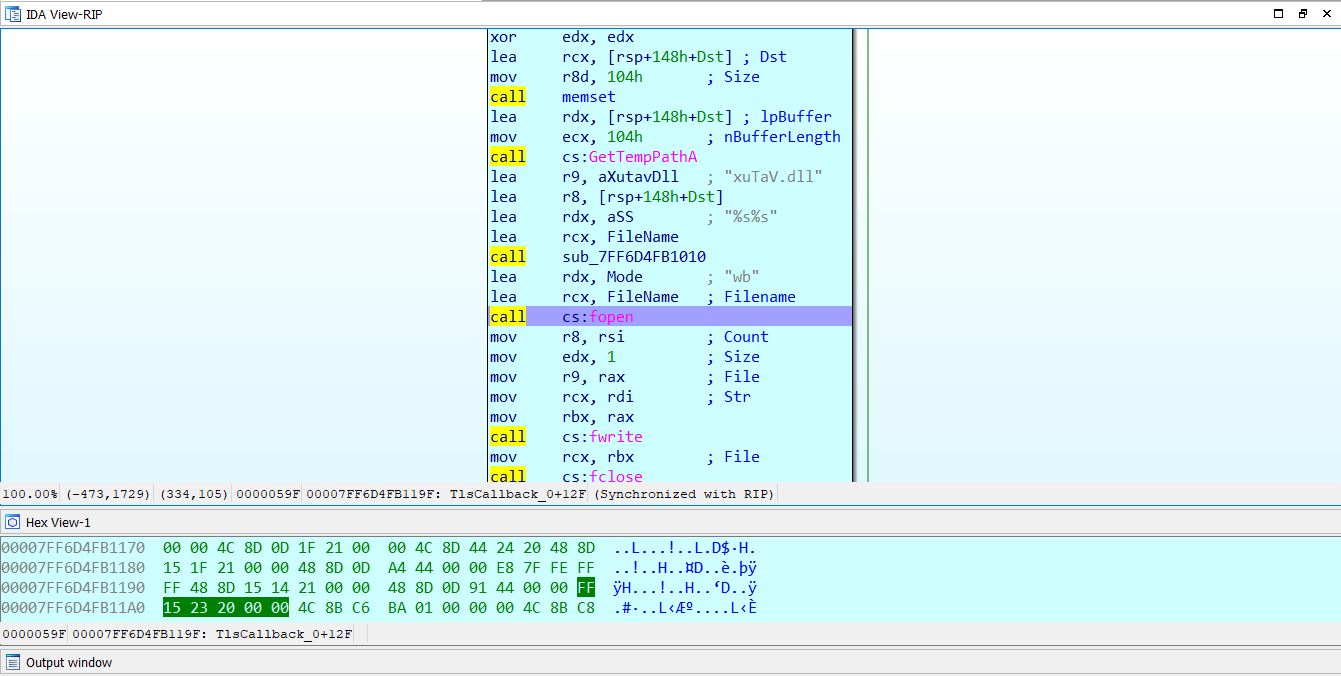 IDA View-RIP
xor edx, edx
lea rcx, [rsp+148h+Dst] ; Dst
mov r8d, 104h ; Size
call memset
lea rdx, [rsp+148h+Dst] ; lpBuffer
mov ecx, 104h ; nBufferLength
call cs:GetTempPathA
lea r9, aXutavDll ; "xuTaV.dll"
lea r8, [rsp+148h+Dst]
lea rdx, aSS ; "%s%s"
lea rcx, FileName
call sub_7FF6D4FB1010
lea rdx, Mode ; "wb"
lea rcx, FileName ; Filename
call cs:fopen
mov r8, rsi ; Count
mov edx, 1 ; Size
mov r9, rax ; File
mov rcx, rdi ; Str
mov rbx, rax
call cs:fwrite
mov rcx, rbx ; File
call cs:fclose
100.00% (-473,1729) (334,105) 0000059F 00007FF6D4FB119F: TlsCallback_0+12F (Synchronized with RIP)
Hex View-1
00007FF6D4FB1170 00 00 4C 8D 0D 1F 21 00 00 4C 8D 44 24 20 48 8D ..L...!..L.D$·H.
00007FF6D4FB1180 15 1F 21 00 00 48 8D 0D A4 44 00 00 E8 7F FE FF ..!..H..¤D..è.þÿ
00007FF6D4FB1190 FF 48 8D 15 14 21 00 00 48 8D 0D 91 44 00 00 FF ÿH...!..H..‘D..ÿ
00007FF6D4FB11A0 15 23 20 00 00 4C 8B C6 BA 01 00 00 00 4C 8B C8 .#·..L‹Æº....L‹È
0000059F 00007FF6D4FB119F: TlsCallback_0+12F
Output window